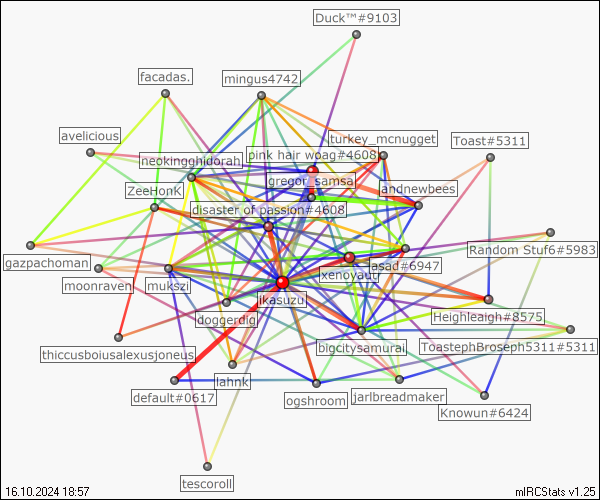 Duck™#9103
facadas.
mingus4742
avelicious
turkey_mcnugget
Toast#5311
neokingghidorah
pink hair woag#4608
gregor_samsa
ZeeHonK
andnewbees
disaster of passion#4608
gazpachoman
Random Stuf6#5983
xenoyatti
asad#6947
moonraven
mukszi
ikasuzu
doggerdig
Heighleaigh#8575
bigcitysamurai
ToastephBroseph5311#5311
thiccusboiusalexusjoneus
lahnk
default#0617
ogshroom
jarlbreadmaker
Knowun#6424
tescoroll
16.10.2024 18:57
mIRCStats v1.25